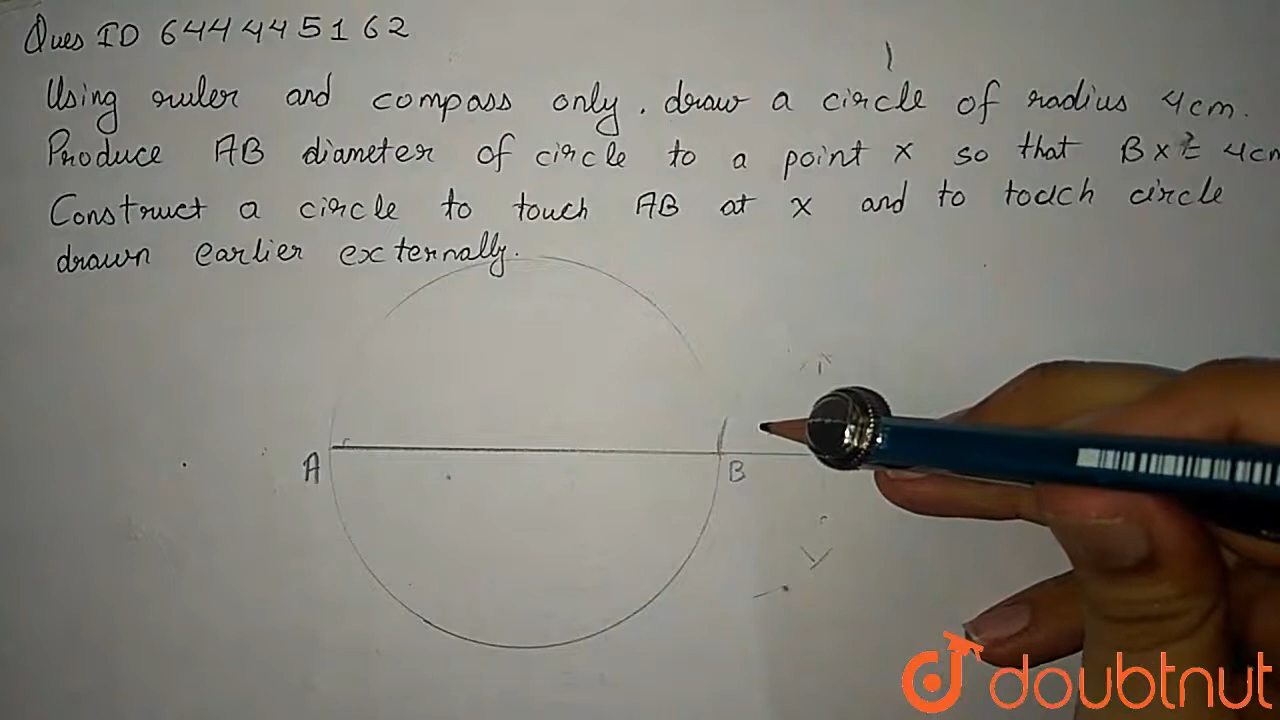 Ques ID 644445162
Using ruler and compass only, draw a circle of radius 4cm.
Produce AB diameter of circle to a point X so that BX = 4cm
Construct a circle to touch AB at X and to touch circle
drawn earlier externally.
A
B
doubtnut